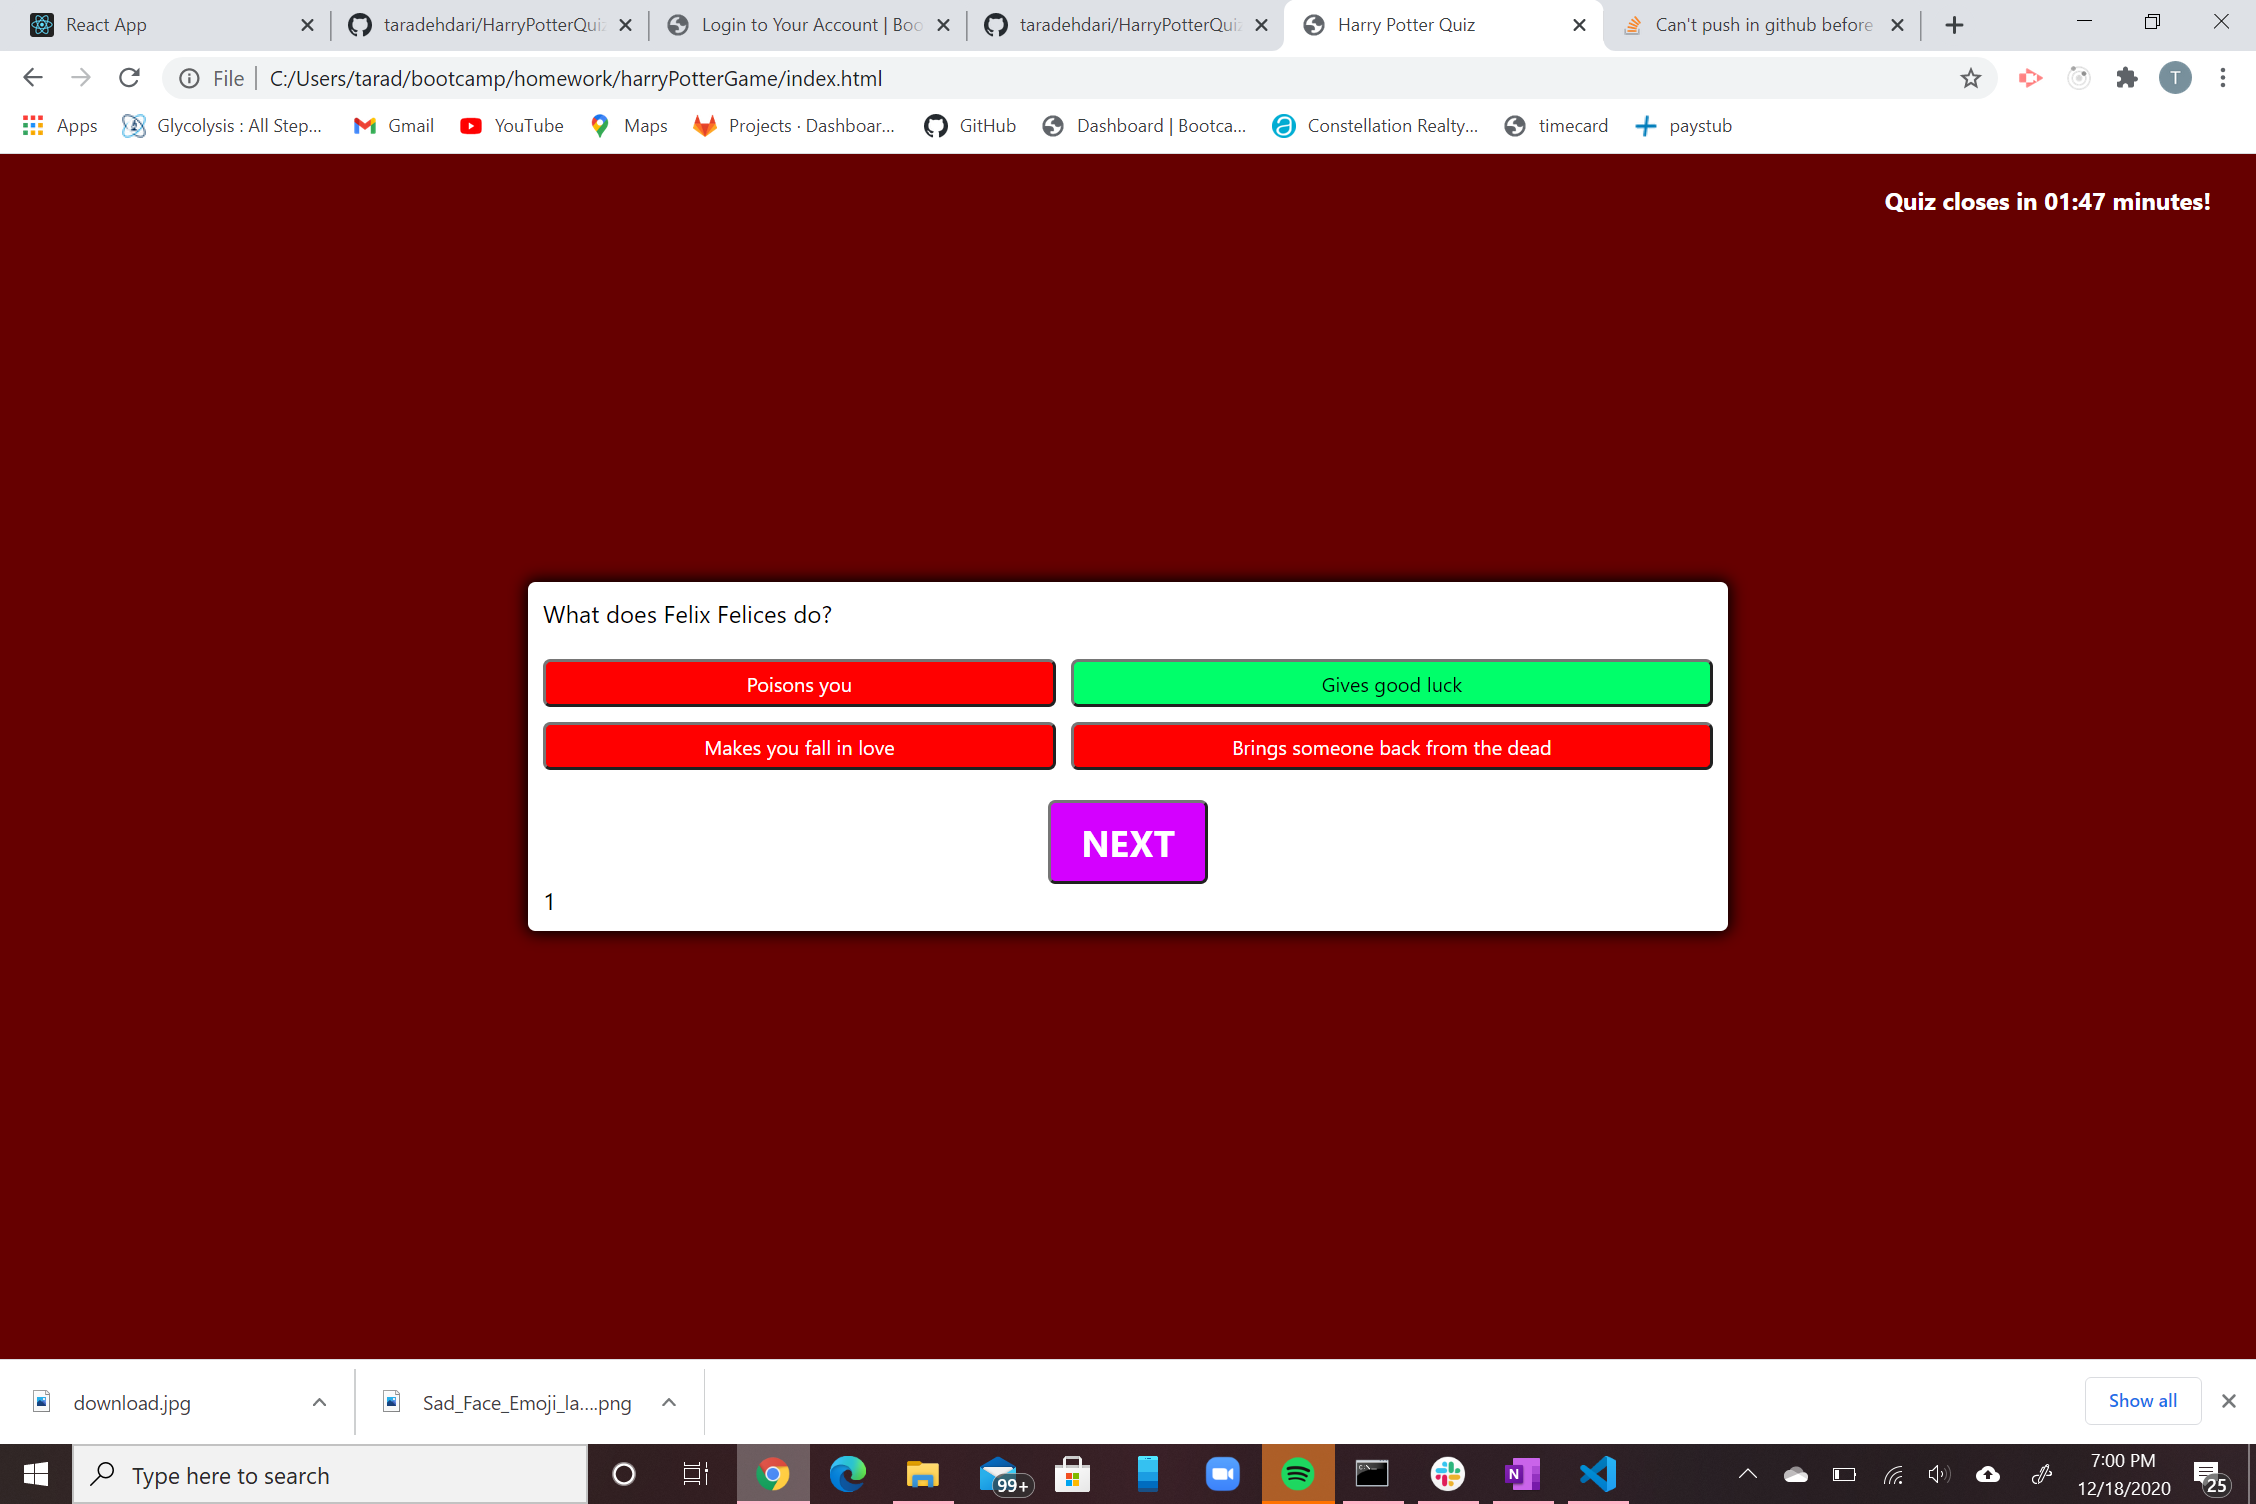 React App
taradehdari/HarryPotterQuiz
Login to Your Account | Boo
taradehdari/HarryPotterQuiz
Harry Potter Quiz
Can't push in github before
File
C:/Users/tarad/bootcamp/homework/harryPotterGame/index.html
T
Apps
Glycolysis : All Step...
Gmail
YouTube
Maps
Projects · Dashboar...
GitHub
Dashboard | Bootca...
Constellation Realty...
timecard
paystub
Quiz closes in 01:47 minutes!
What does Felix Felices do?
Poisons you
Gives good luck
Makes you fall in love
Brings someone back from the dead
NEXT
1
download.jpg
Sad_Face_Emoji_la....png
Show all
Type here to search
99+
N
7:00 PM
12/18/2020
25